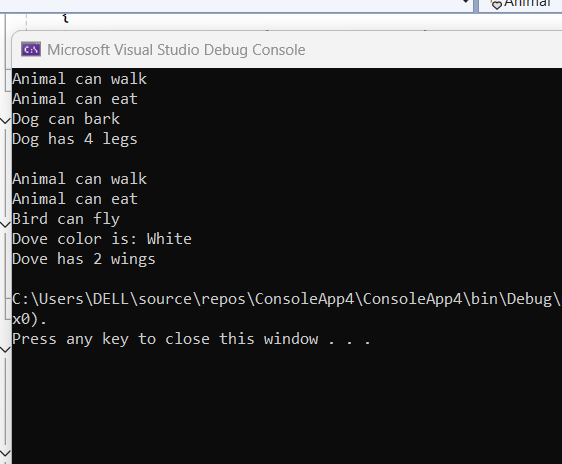 {
Animal
Microsoft Visual Studio Debug Console
Animal can walk
Animal can eat
Dog can bark
Dog has 4 legs
Animal can walk
Animal can eat
Bird can fly
Dove color is: White
Dove has 2 wings
C:\Users\DELL\source\repos\ConsoleApp4\ConsoleApp4\bin\Debug\
x0).
Press any key to close this window . . .